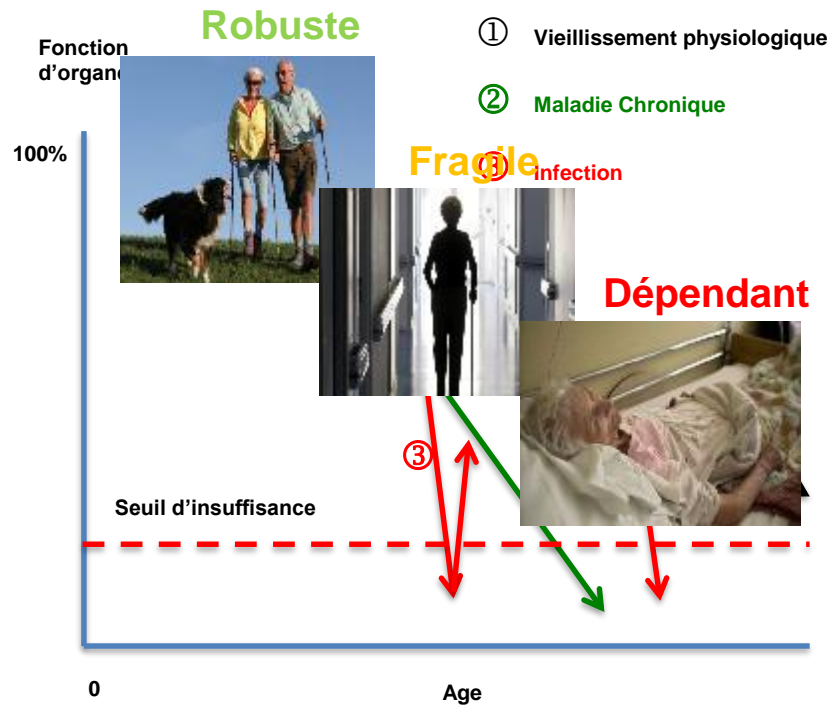 Robuste
① Vieillissement physiologique
Fonction
d'organe
② Maladie Chronique
100%
Fragile
③ Infection
Dépendant
③
Seuil d'insuffisance
0
Age